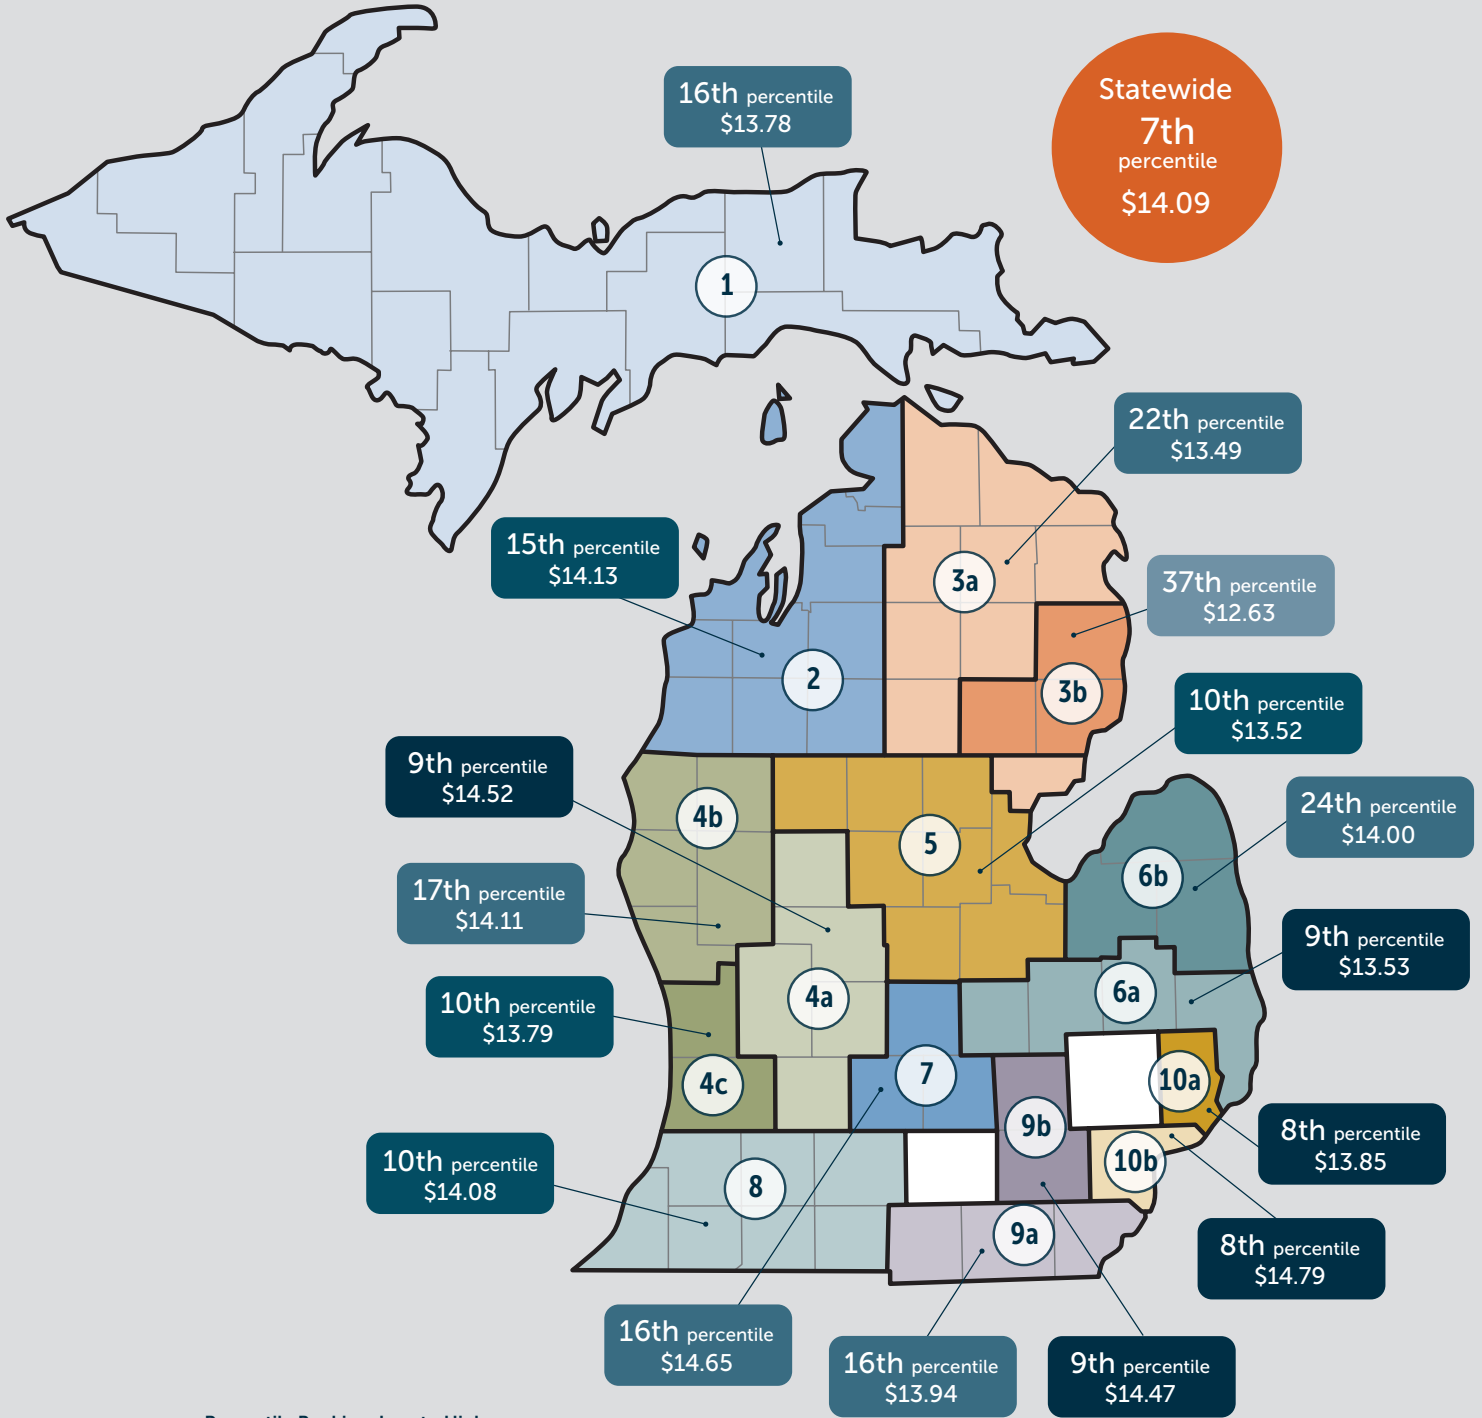 Statewide
7th
percentile
$14.09
16th percentile
$13.78
1
22th percentile
$13.49
15th percentile
$14.13
3a
37th percentile
$12.63
2
3b
10th percentile
$13.52
9th percentile
$14.52
4b
5
24th percentile
$14.00
6b
17th percentile
$14.11
9th percentile
$13.53
4a
6a
10th percentile
$13.79
4c
7
10a
9b
8th percentile
$13.85
10b
10th percentile
$14.08
8
9a
8th percentile
$14.79
16th percentile
$14.65
16th percentile
$13.94
9th percentile
$14.47